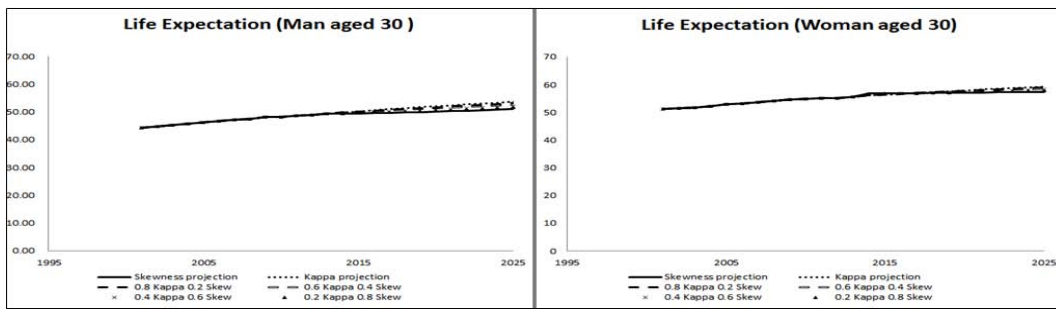 Life Expectation (Man aged 30 )
70.00
60.00
50.00
40.00
30.00
20.00
10.00
0.00
1995 2005 2015 2025
Skewness projection Kappa projection
0.8 Kappa 0.2 Skew 0.6 Kappa 0.4 Skew
0.4 Kappa 0.6 Skew 0.2 Kappa 0.8 Skew
Life Expectation (Woman aged 30)
70
60
50
40
30
20
10
0
1995 2005 2015 2025
Skewness projection Kappa projection
0.8 Kappa 0.2 Skew 0.6 Kappa 0.4 Skew
0.4 Kappa 0.6 Skew 0.2 Kappa 0.8 Skew